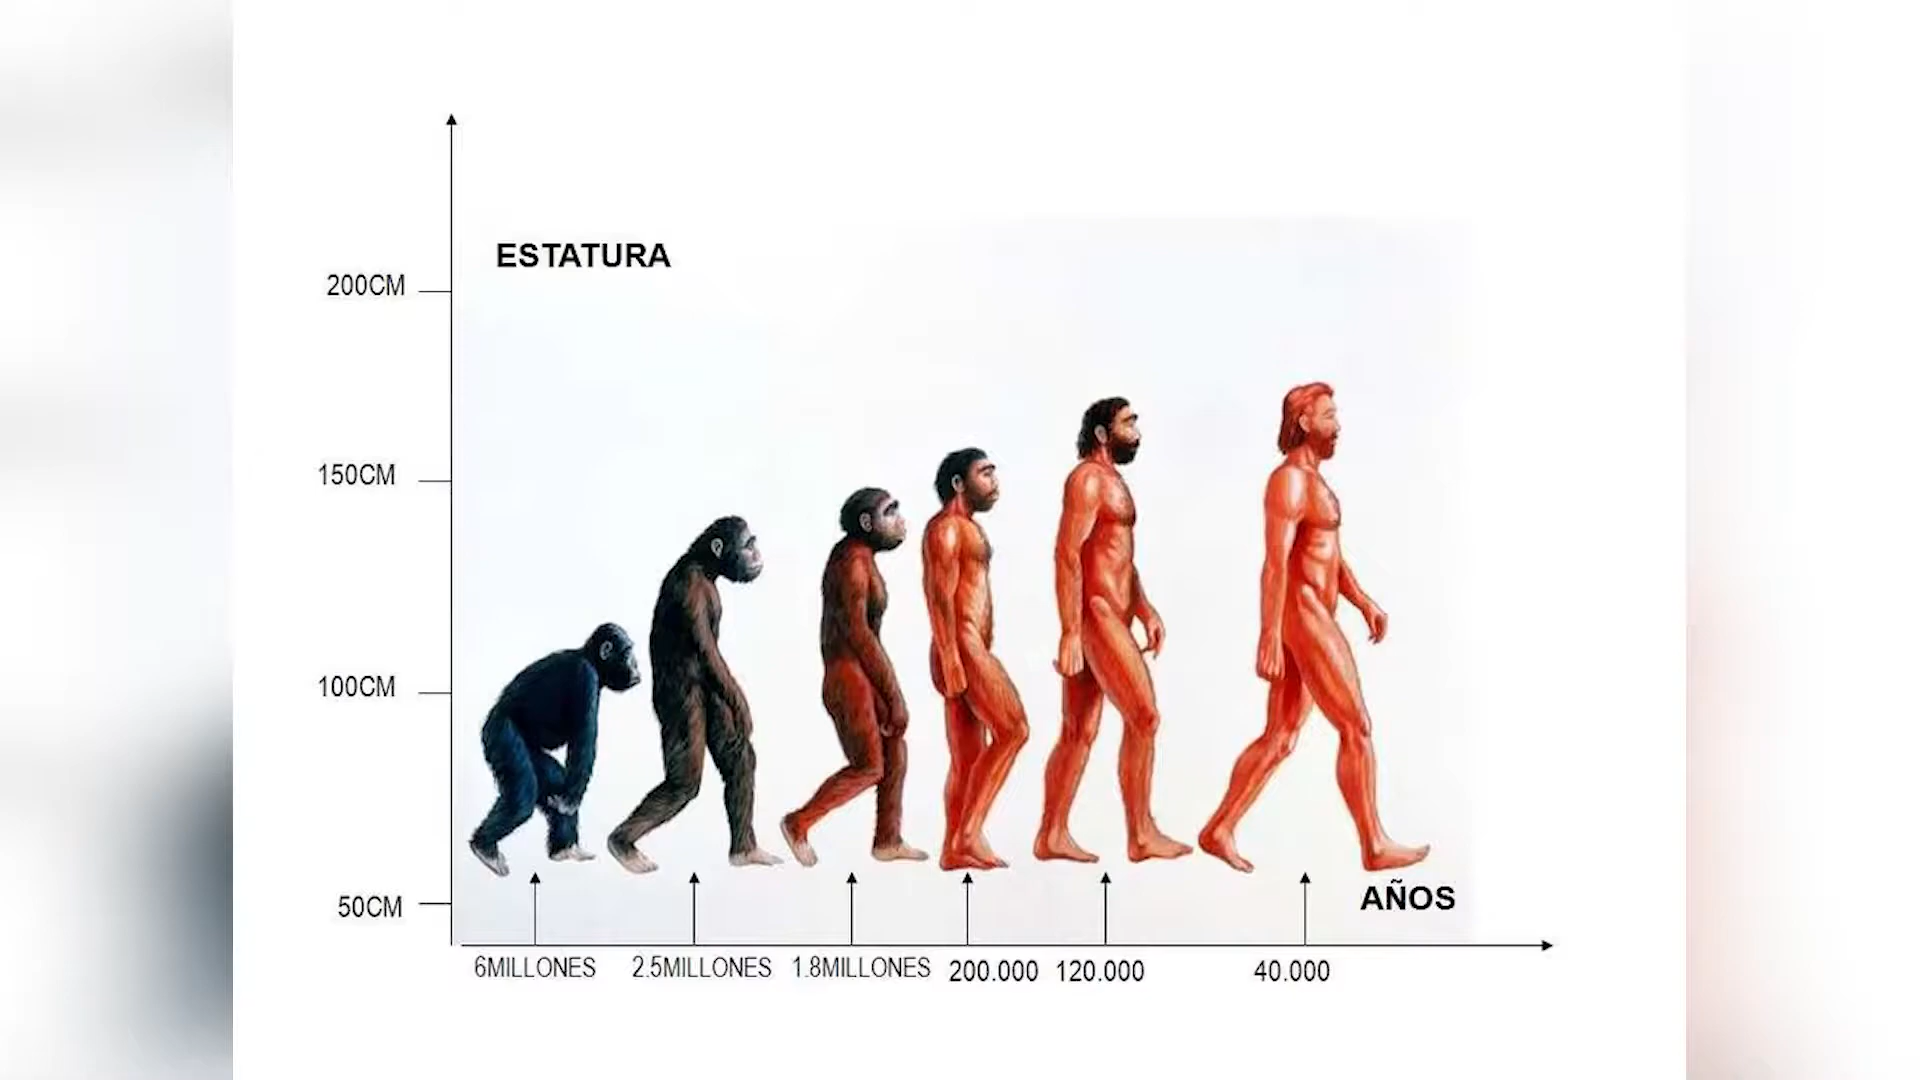 ESTATURA
200CM
150CM
100CM
50CM
AÑOS
6MILLONES 2.5MILLONES 1.8MILLONES 200.000 120.000 40.000